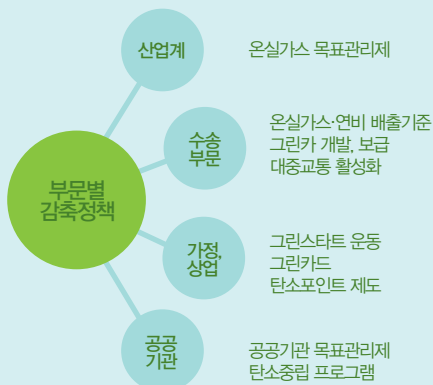 부문별
감축정책
산업계
온실가스 목표관리제
수송
부문
온실가스·연비 배출기준
그린카 개발, 보급
대중교통 활성화
가정,
상업
그린스타트 운동
그린카드
탄소포인트 제도
공공
기관
공공기관 목표관리제
탄소중립 프로그램